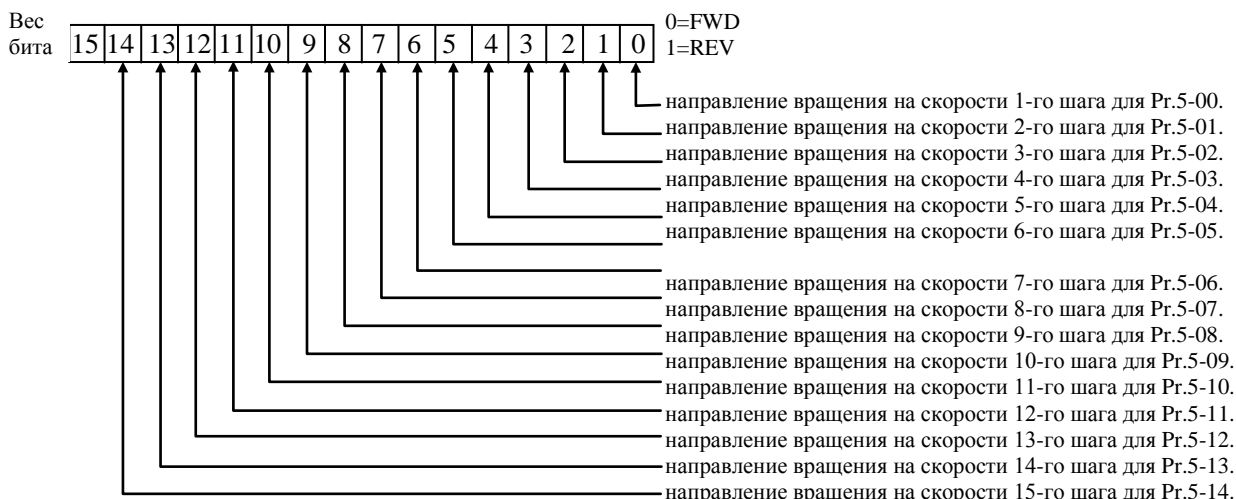 Вес
бита
15 14 13 12 11 10 9 8 7 6 5 4 3 2 1 0
0=FWD
1=REV
направление вращения на скорости 1-го шага для Pr.5-00.
направление вращения на скорости 2-го шага для Pr.5-01.
направление вращения на скорости 3-го шага для Pr.5-02.
направление вращения на скорости 4-го шага для Pr.5-03.
направление вращения на скорости 5-го шага для Pr.5-04.
направление вращения на скорости 6-го шага для Pr.5-05.
направление вращения на скорости 7-го шага для Pr.5-06.
направление вращения на скорости 8-го шага для Pr.5-07.
направление вращения на скорости 9-го шага для Pr.5-08.
направление вращения на скорости 10-го шага для Pr.5-09.
направление вращения на скорости 11-го шага для Pr.5-10.
направление вращения на скорости 12-го шага для Pr.5-11.
направление вращения на скорости 13-го шага для Pr.5-12.
направление вращения на скорости 14-го шага для Pr.5-13.
направление вращения на скорости 15-го шага для Pr.5-14.